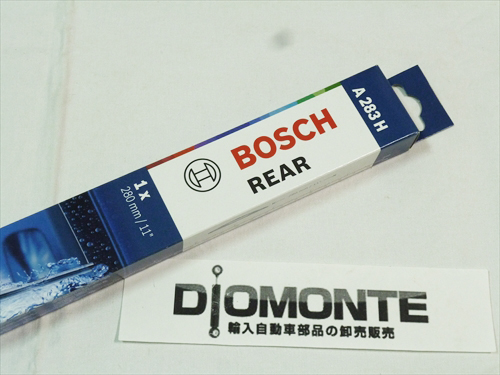 A 283 H
BOSCH
REAR
1 x
280 mm / 11"
DIOMONTE
輸入自動車部品の卸売販売